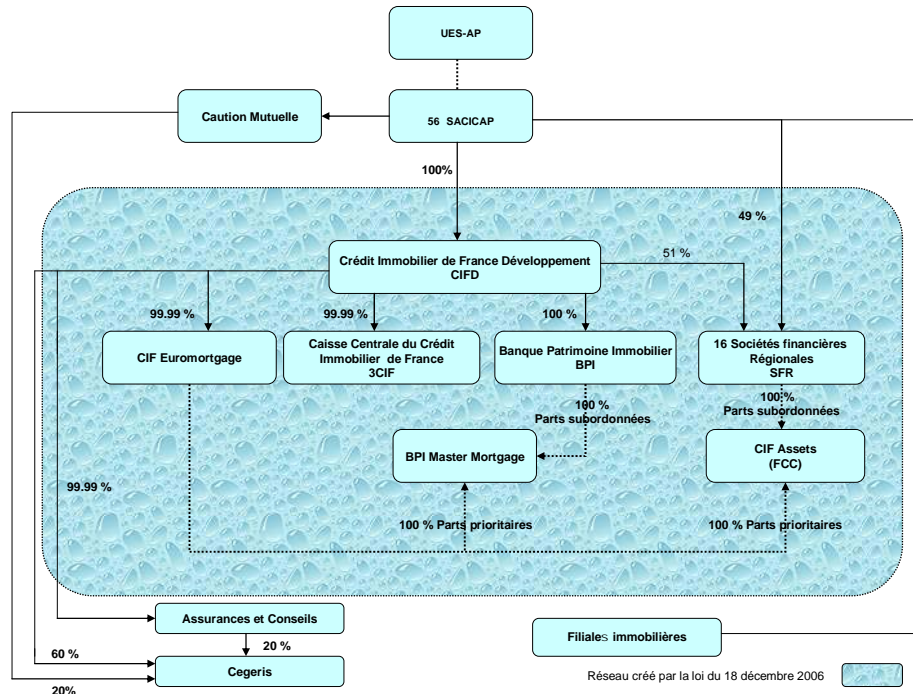 UES-AP
Caution Mutuelle
56 SACICAP
100%
49 %
Crédit Immobilier de France Développement
CIFD
51 %
99.99 %
99.99 %
100 %
CIF Euromortgage
Caisse Centrale du Crédit
Immobilier de France
3CIF
Banque Patrimoine Immobilier
BPI
16 Sociétés financières
Régionales
SFR
100 %
Parts subordonnées
100 %
Parts subordonnées
BPI Master Mortgage
CIF Assets
(FCC)
99.99 %
100 % Parts prioritaires
100 % Parts prioritaires
Assurances et Conseils
20 %
Filiales immobilières
60 %
Cegeris
20%
Réseau créé par la loi du 18 décembre 2006